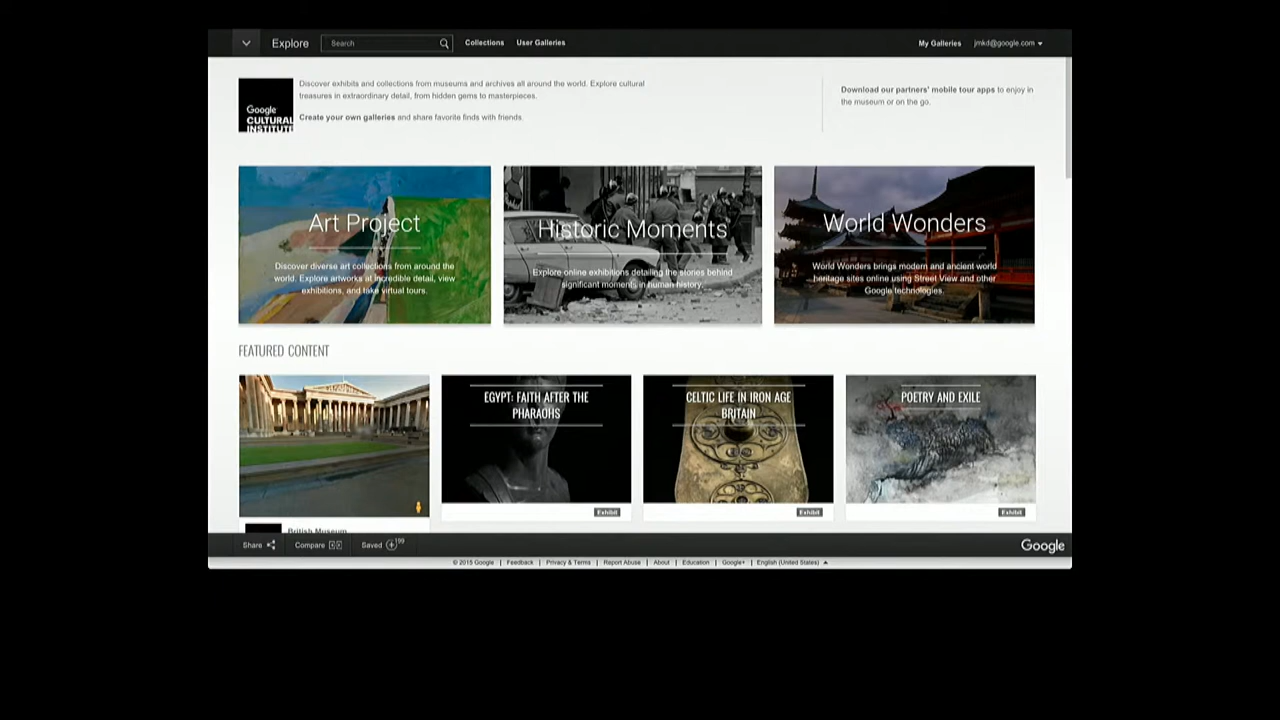 Explore
Search
Collections
User Galleries
My Galleries
jmkd@google.com
Google
CULTURAL
INSTITUTE
Discover exhibits and collections from museums and archives all around the world. Explore cultural
treasures in extraordinary detail, from hidden gems to masterpieces.
Create your own galleries and share favorite finds with friends.
Download our partners' mobile tour apps to enjoy in
the museum or on the go.
Art Project
Discover diverse art collections from around the
world. Explore artworks at incredible detail, view
exhibitions, and take virtual tours.
Historic Moments
Explore online exhibitions detailing the stories behind
significant moments in human history.
World Wonders
World Wonders brings modern and ancient world
heritage sites online using Street View and other
Google technologies.
FEATURED CONTENT
EGYPT: FAITH AFTER THE
PHARAOHS
Exhibit
CELTIC LIFE IN IRON AGE
BRITAIN
Exhibit
POETRY AND EXILE
Exhibit
British Museum
Share
Compare
Saved
199
Google
© 2015 Google | Feedback | Privacy & Terms | Report Abuse | About | Education | Google+ | English (United States)